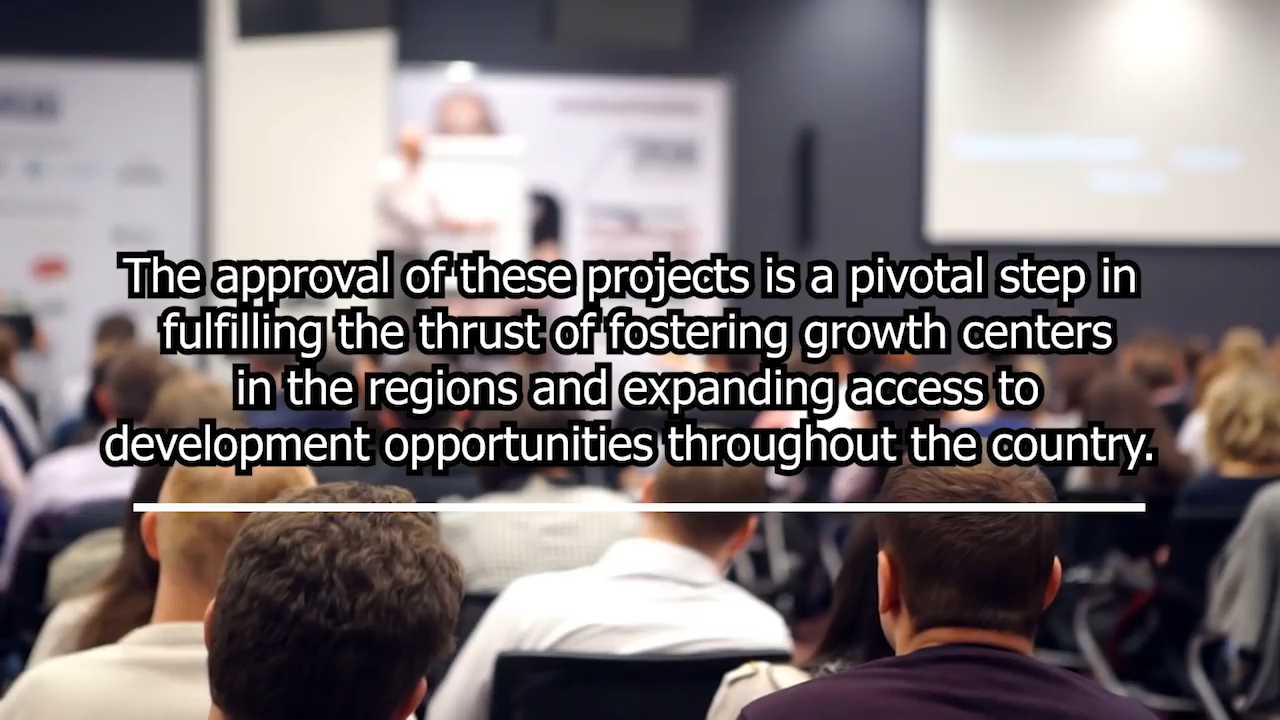 The approval of these projects is a pivotal step in
fulfilling the thrust of fostering growth centers
in the regions and expanding access to
development opportunities throughout the country.